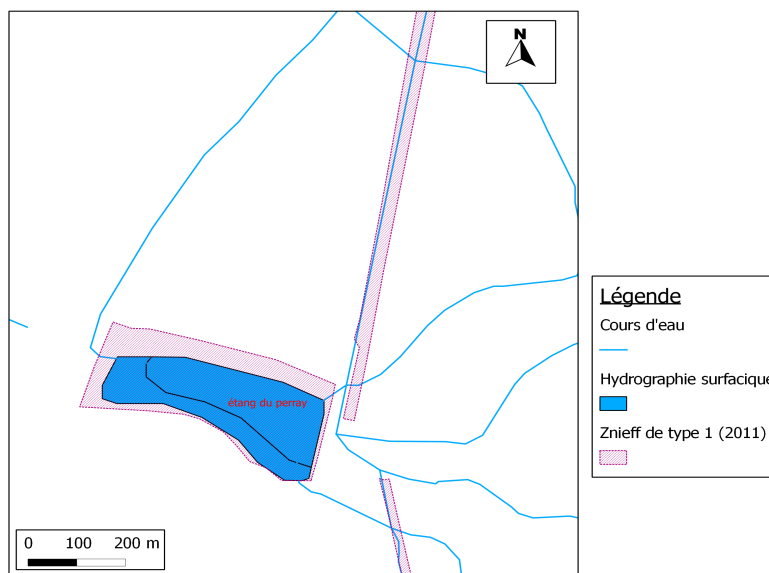 N
étang du perray
0 100 200 m
Légende
Cours d'eau
Hydrographie surfacique
Znieff de type 1 (2011)